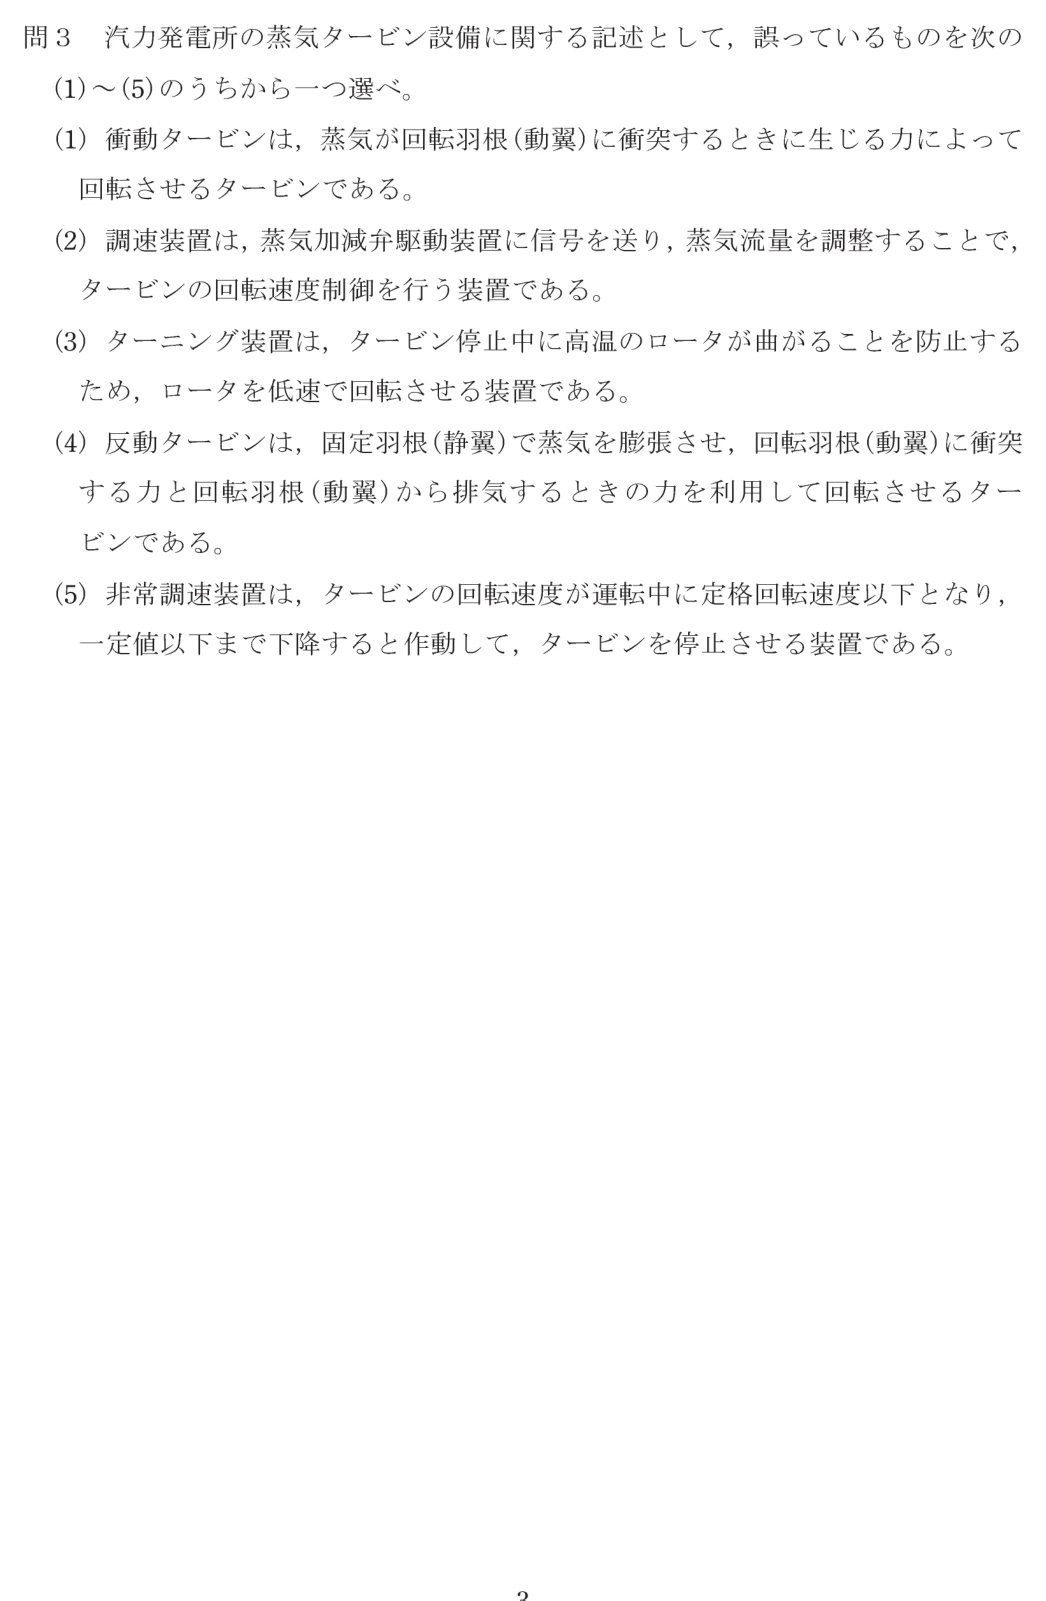 問３　汽力発電所の蒸気タービン設備に関する記述として，誤っているものを次の
(1)～(5)のうちから一つ選べ。
(1) 衝動タービンは，蒸気が回転羽根(動翼)に衝突するときに生じる力によって
回転させるタービンである。
(2) 調速装置は，蒸気加減弁駆動装置に信号を送り，蒸気流量を調整することで，
タービンの回転速度制御を行う装置である。
(3) ターニング装置は，タービン停止中に高温のロータが曲がることを防止する
ため，ロータを低速で回転させる装置である。
(4) 反動タービンは，固定羽根(静翼)で蒸気を膨張させ，回転羽根(動翼)に衝突
する力と回転羽根(動翼)から排気するときの力を利用して回転させるター
ビンである。
(5) 非常調速装置は，タービンの回転速度が運転中に定格回転速度以下となり，
一定値以下まで下降すると作動して，タービンを停止させる装置である。
3